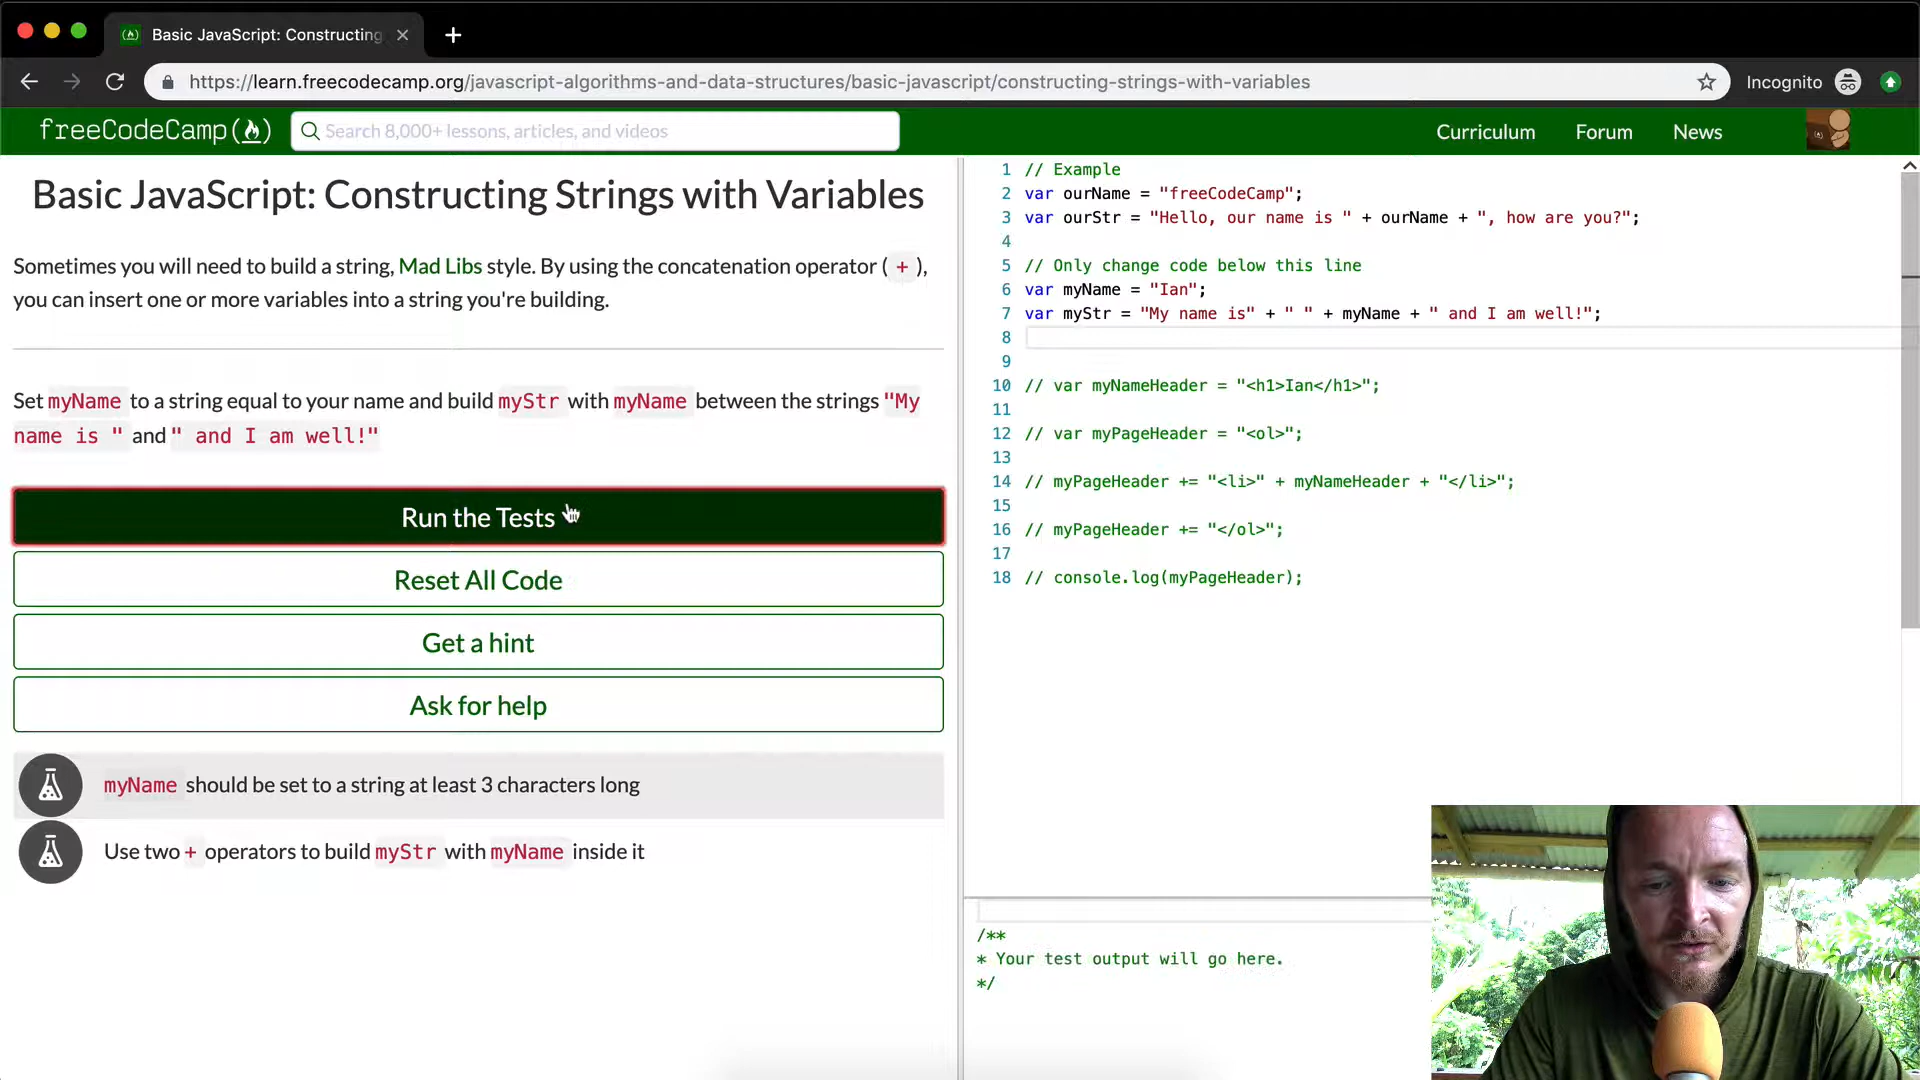 Basic JavaScript: Constructing
https://learn.freecodecamp.org/javascript-algorithms-and-data-structures/basic-javascript/constructing-strings-with-variables
Incognito
freeCodeCamp
Search 8,000+ lessons, articles, and videos
Curriculum Forum News
Basic JavaScript: Constructing Strings with Variables
Sometimes you will need to build a string, Mad Libs style. By using the concatenation operator ( + ),
you can insert one or more variables into a string you're building.
Set myName to a string equal to your name and build myStr with myName between the strings "My
name is " and " and I am well!"
Run the Tests
Reset All Code
Get a hint
Ask for help
myName should be set to a string at least 3 characters long
Use two + operators to build myStr with myName inside it
1 // Example
2 var ourName = "freeCodeCamp";
3 var ourStr = "Hello, our name is " + ourName + ", how are you?";
4
5 // Only change code below this line
6 var myName = "Ian";
7 var myStr = "My name is" + " " + myName + " and I am well!";
8
9
10 // var myNameHeader = "<h1>Ian</h1>";
11
12 // var myPageHeader = "<ol>";
13
14 // myPageHeader += "<li>" + myNameHeader + "</li>";
15
16 // myPageHeader += "</ol>";
17
18 // console.log(myPageHeader);
/**
* Your test output will go here.
*/